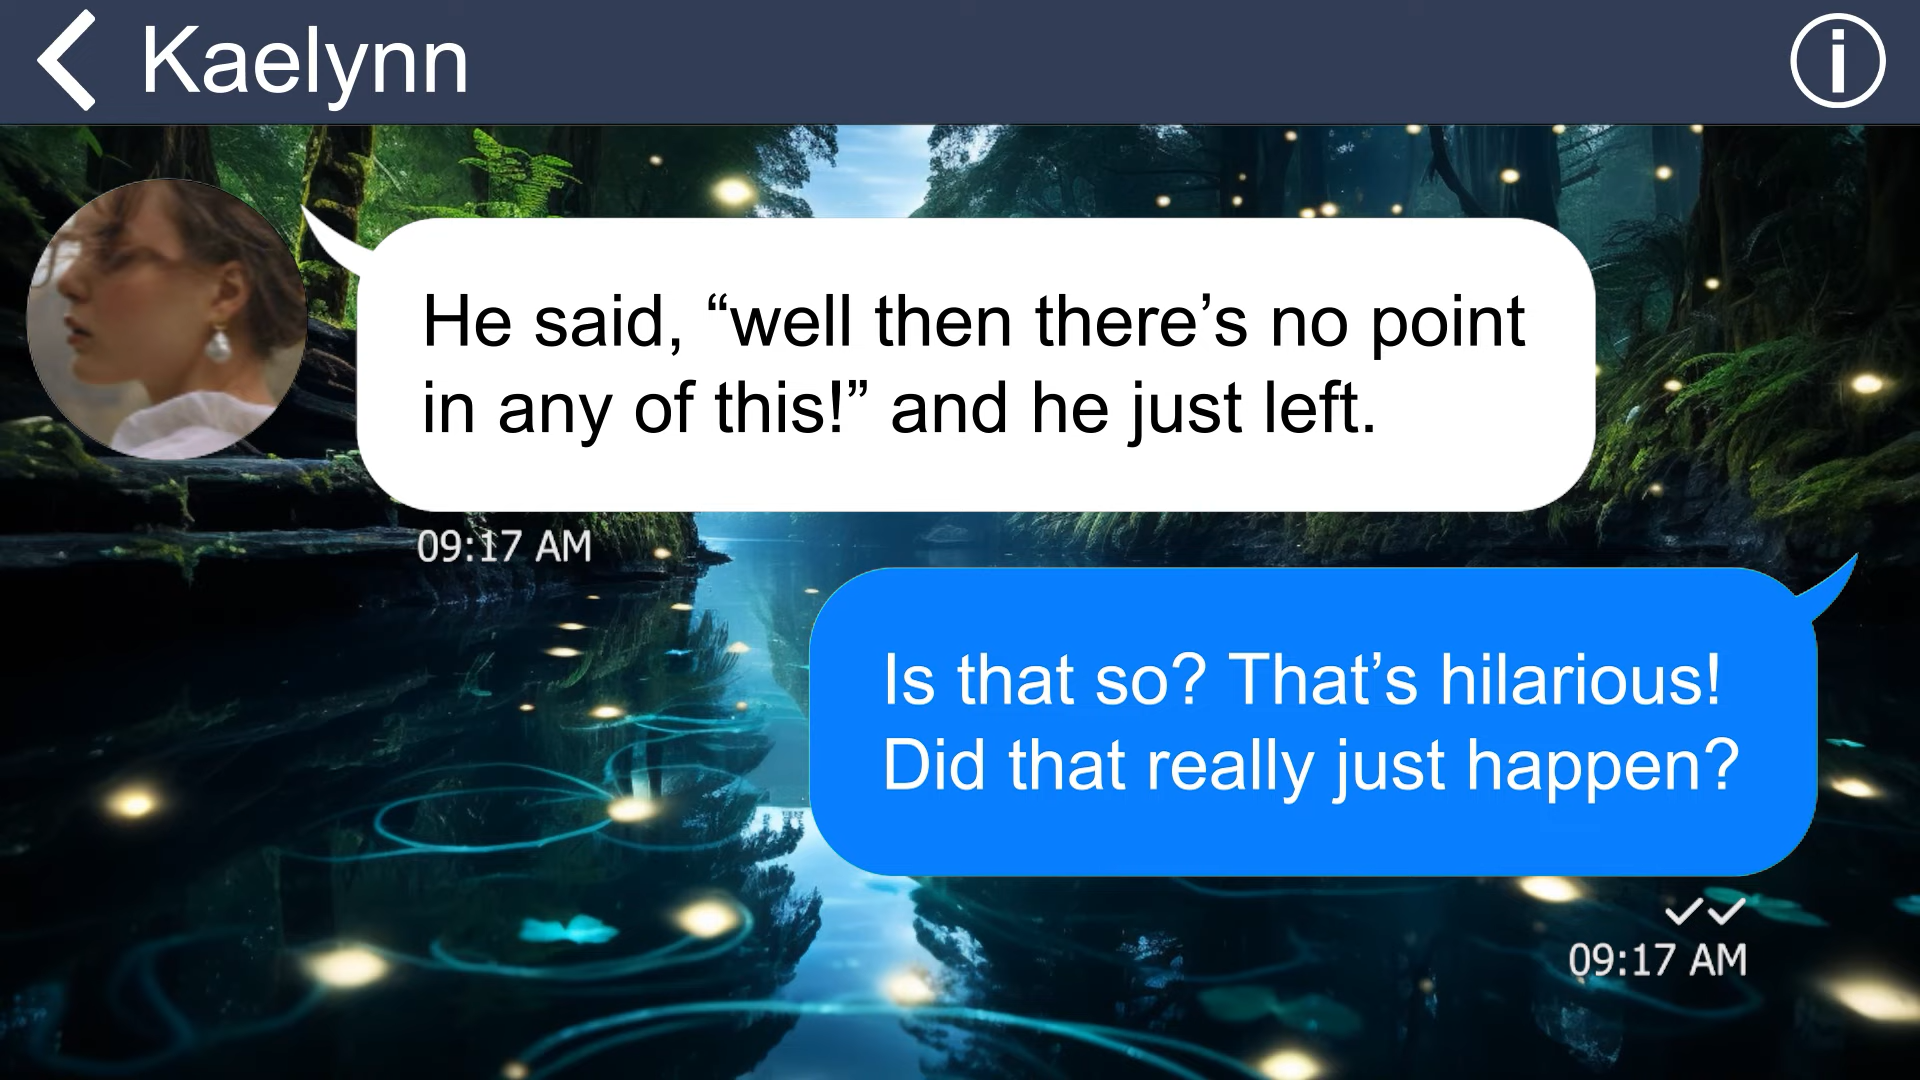 Kaelynn
He said, “well then there’s no point
in any of this!” and he just left.
09:17 AM
Is that so? That’s hilarious!
Did that really just happen?
09:17 AM